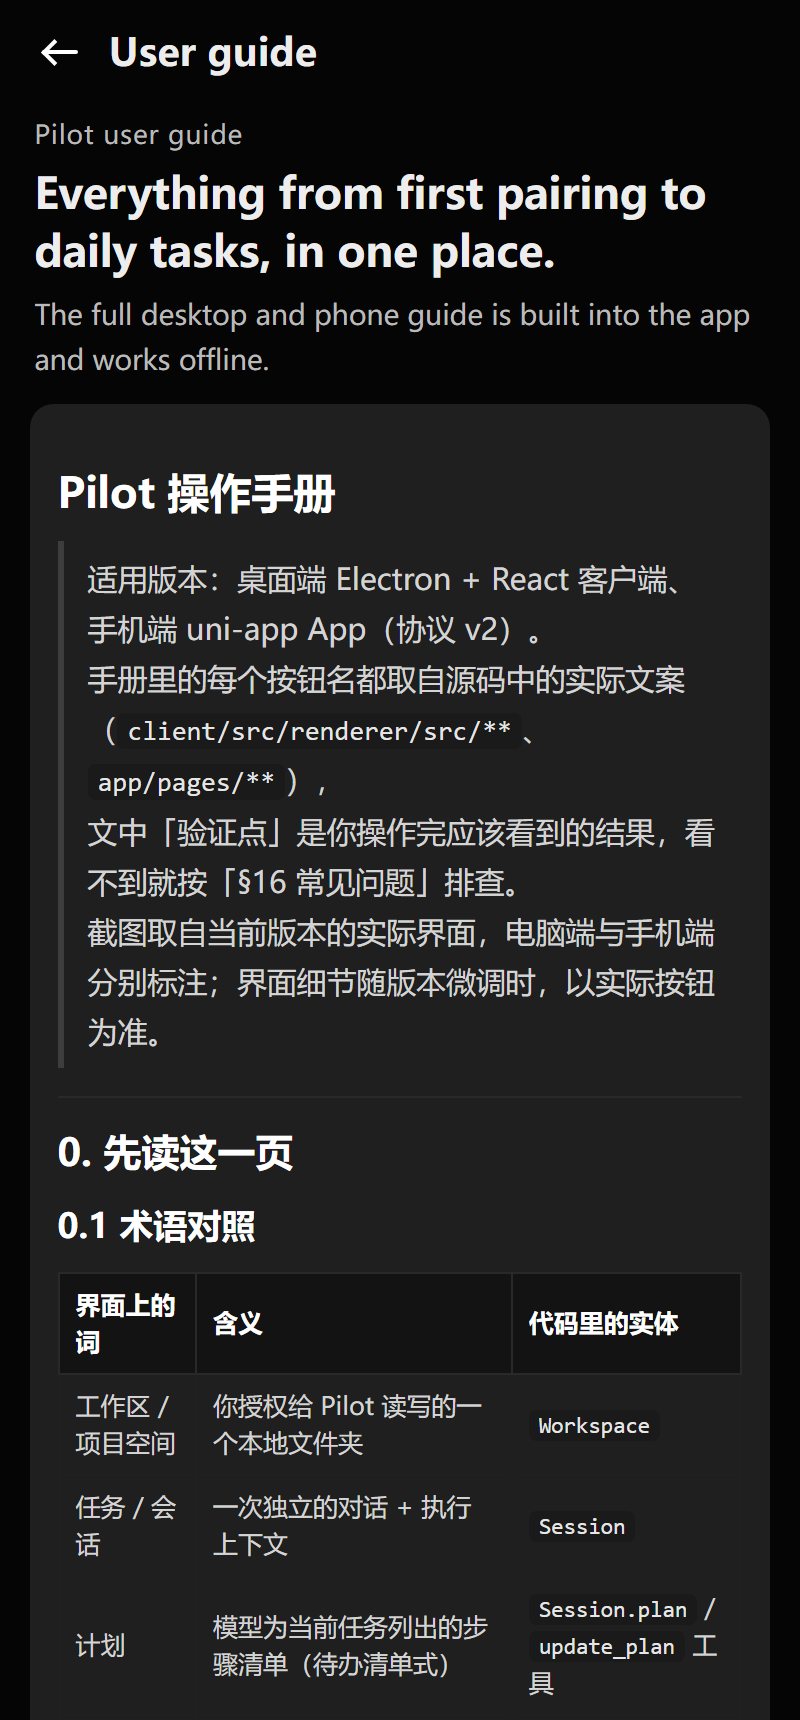 User guide
Pilot user guide
Everything from first pairing to
daily tasks, in one place.
The full desktop and phone guide is built into the app
and works offline.
Pilot 操作手册
适用版本：桌面端 Electron + React 客户端、
手机端 uni-app App（协议 v2）。
手册里的每个按钮名都取自源码中的实际文案
（client/src/renderer/src/**、
app/pages/**），
文中「验证点」是你操作完应该看到的结果，看
不到就按「§16 常见问题」排查。
截图取自当前版本的实际界面，电脑端与手机端
分别标注；界面细节随版本微调时，以实际按钮
为准。
0. 先读这一页
0.1 术语对照
界面上的
词
含义
代码里的实体
工作区 /
项目空间
你授权给 Pilot 读写的一
个本地文件夹
Workspace
任务 / 会
话
一次独立的对话 + 执行
上下文
Session
计划
模型为当前任务列出的步
骤清单（待办清单式）
Session.plan /
update_plan 工
具